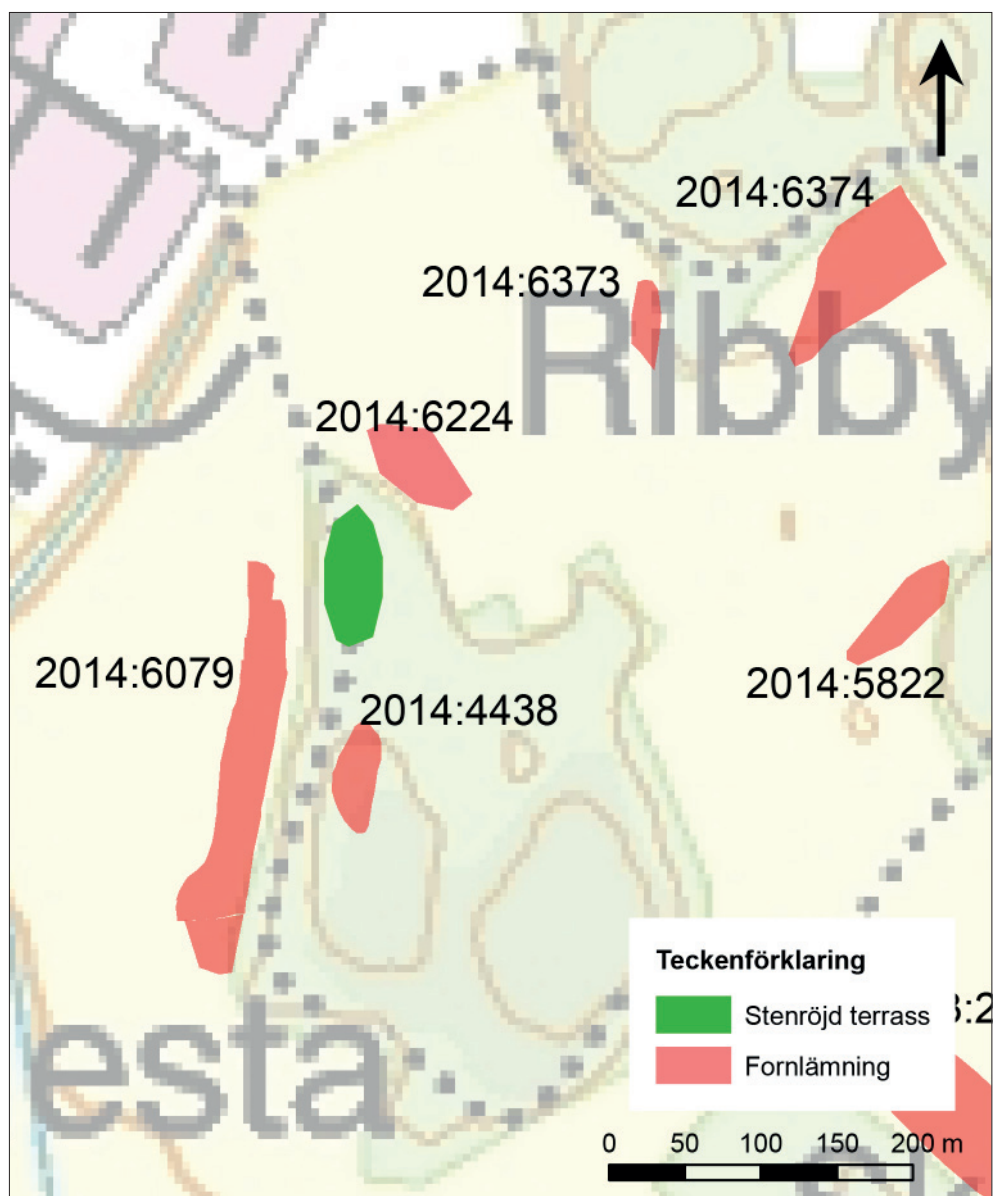 2014:6374
2014:6373
Ribby
2014:6224
2014:6079
2014:5822
2014:4438
Teckenförklaring
Stenröjd terrass
Fornlämning
esta
0 50 100 150 200 m